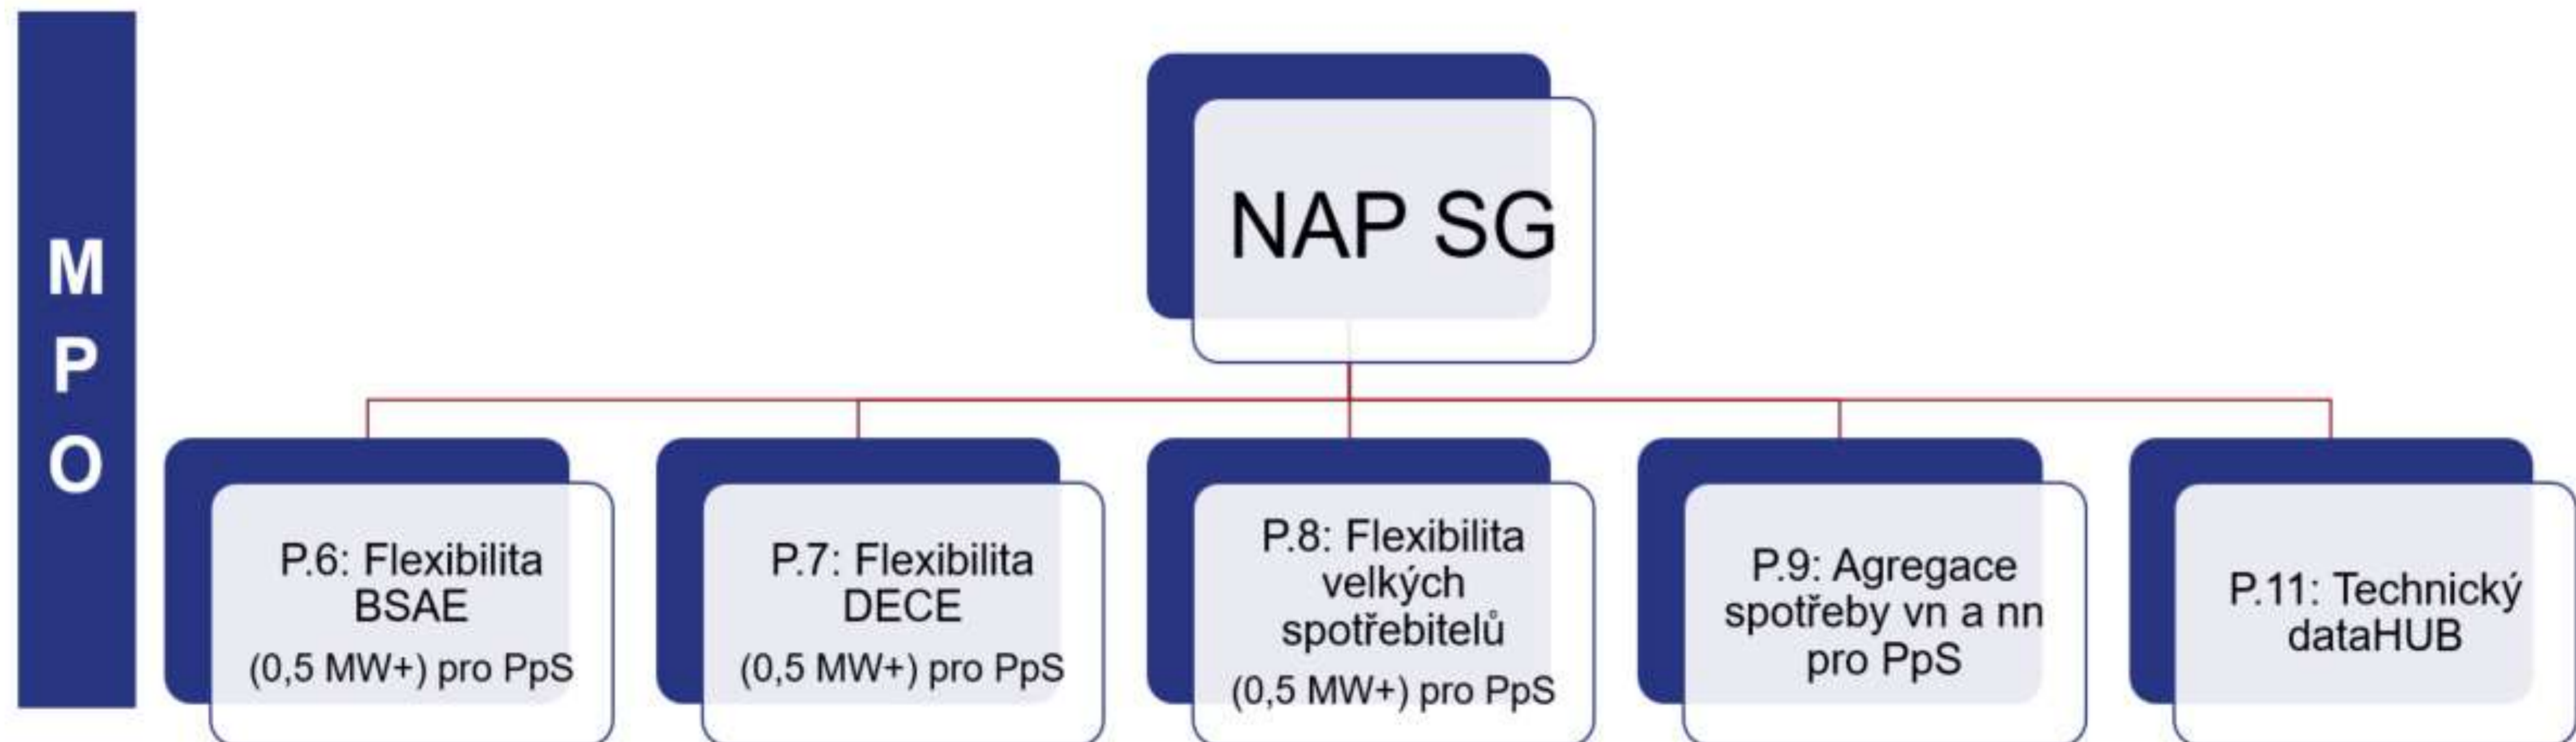 M
P
O
NAP SG
P.6: Flexibilita
BSAE
(0,5 MW+) pro PpS
P.7: Flexibilita
DECE
(0,5 MW+) pro PpS
P.8: Flexibilita
velkých
spotřebitelů
(0,5 MW+) pro PpS
P.9: Agregace
spotřeby vn a nn
pro PpS
P.11: Technický
dataHUB